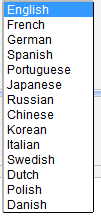 English
French
German
Spanish
Portuguese
Japanese
Russian
Chinese
Korean
Italian
Swedish
Dutch
Polish
Danish